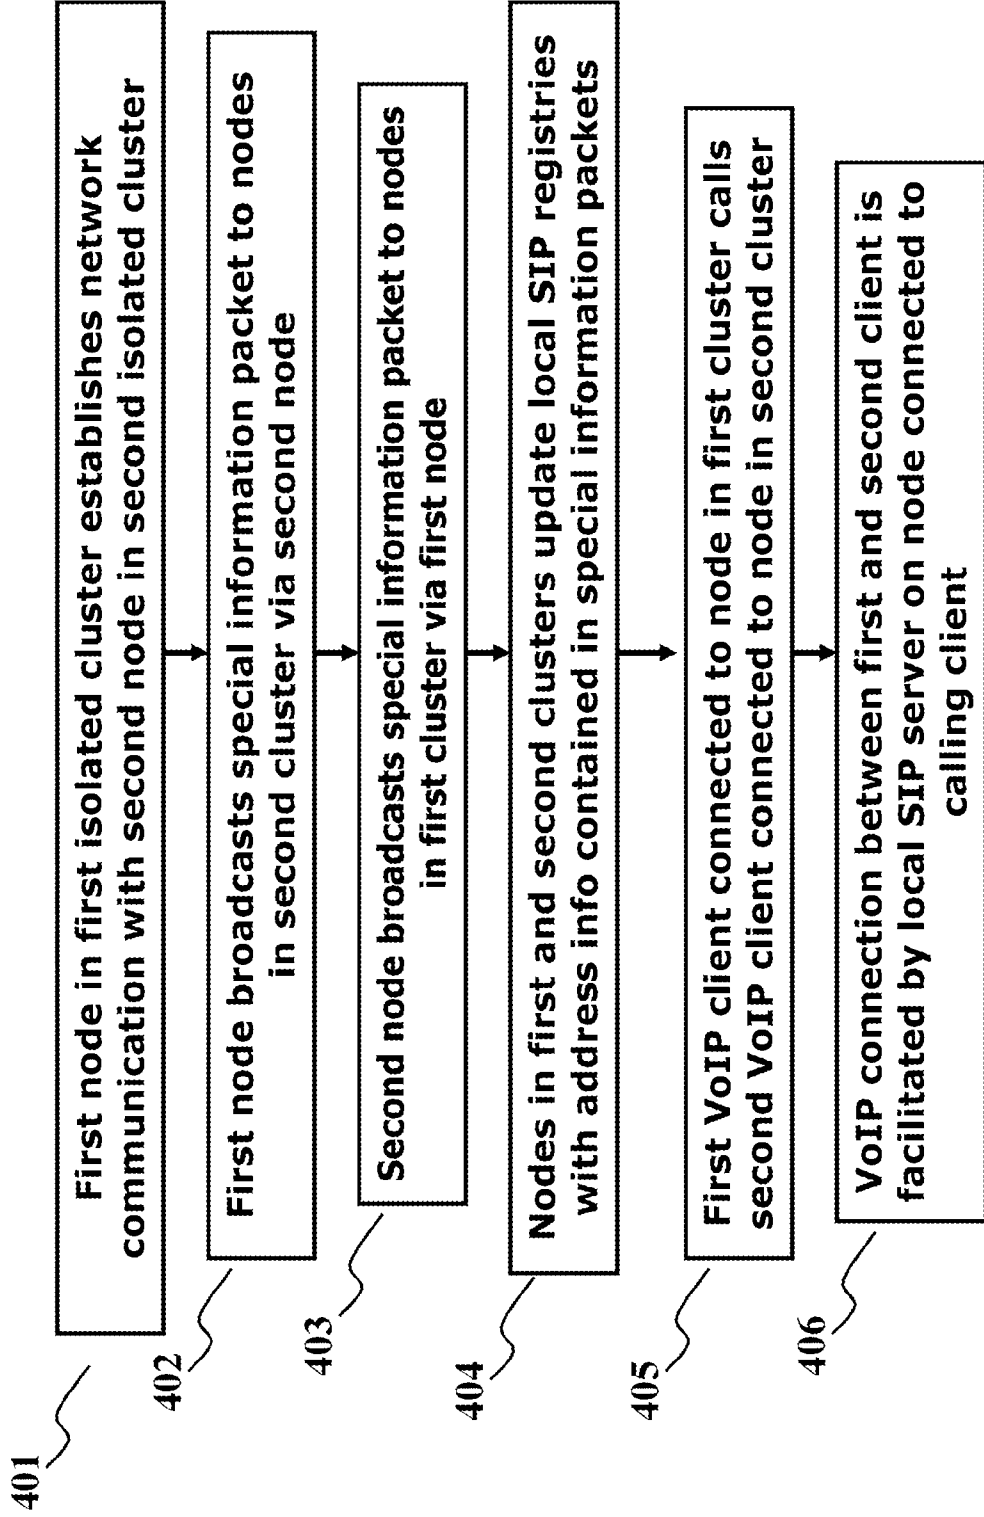 401
First node in first isolated cluster establishes network
communication with second node in second isolated cluster
402
First node broadcasts special information packet to nodes
in second cluster via second node
403
Second node broadcasts special information packet to nodes
in first cluster via first node
404
Nodes in first and second clusters update local SIP registries
with address info contained in special information packets
405
First VoIP client connected to node in first cluster calls
second VoIP client connected to node in second cluster
406
VoIP connection between first and second client is
facilitated by local SIP server on node connected to
calling client